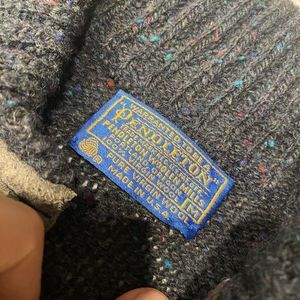 WARRANTED TO BE
A PENDLETON
PENDLETON WOOLEN MILLS
PORTLAND, OREGON
PURE VIRGIN WOOL
MADE IN U.S.A.